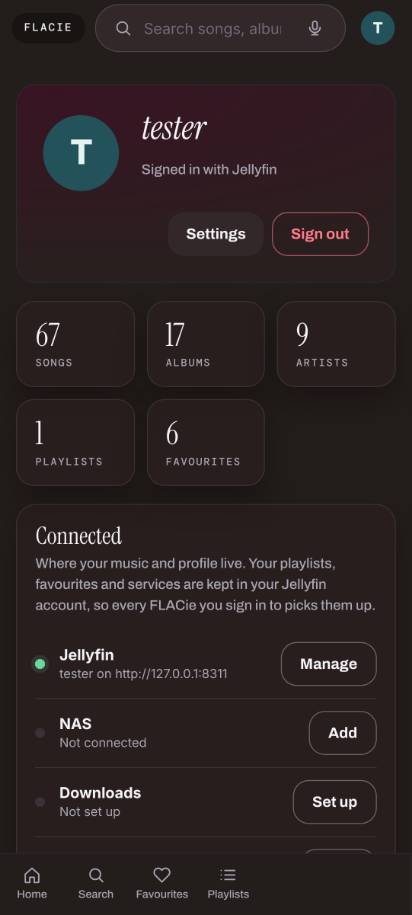 FLACIE
Search songs, albu
T
T
tester
Signed in with Jellyfin
Settings
Sign out
67
SONGS
17
ALBUMS
9
ARTISTS
1
PLAYLISTS
6
FAVOURITES
Connected
Where your music and profile live. Your playlists,
favourites and services are kept in your Jellyfin
account, so every FLACie you sign in to picks them up.
Jellyfin
tester on http://127.0.0.1:8311
Manage
NAS
Not connected
Add
Downloads
Not set up
Set up
Home
Search
Favourites
Playlists